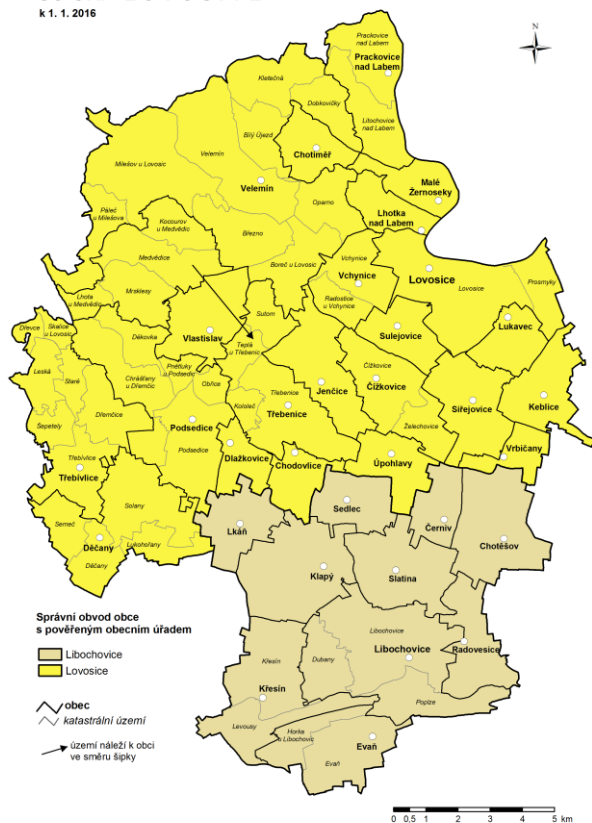 k 1. 1. 2016
N
Prackovice
nad Labem
Prackovice
nad Labem
Kletečná
Dobkovičky
Litochovice
nad Labem
Bílý Újezd
Chotiměř
Velemín
Milešov u Lovosic
Velemín
Malé
Žernoseky
Oparno
Lhotka
nad Labem
Páleč
u Milešova
Kocourov
u Medvědic
Březno
Medvědice
Boreč u Lovosic
Vchynice
Vchynice
Lovosice
Lovosice
Prosmyky
Lhota
u Medvědic
Mrsklesy
Radostice
u Vchynic
Sutom
Lukavec
Dřevce
Skalice
u Lovosic
Vlastislav
Sulejovice
Děkovka
Teplá
u Třebenic
Leská
Staré
Přetluky
u Podsedic
Chrášťany
u Dřemčic
Obřice
Čížkovice
Čížkovice
Jenčice
Třebenice
Třebenice
Siřejovice
Keblice
Kololeč
Dřemčice
Šepetely
Podsedice
Podsedice
Želechovice
Vrbičany
Třebívlice
Třebívlice
Dlažkovice
Chodovlice
Úpohlavy
Solany
Sedlec
Semeč
Lkáň
Černiv
Chotěšov
Děčany
Lukohořany
Děčany
Klapý
Slatina
Správní obvod obce
s pověřeným obecním úřadem
Libochovice
Lovosice
obec
katastrální území
území náleží k obci
ve směru šipky
Libochovice
Libochovice
Radovesice
Křesín
Dubany
Křesín
Poplze
Levousy
Horka
u Libochovic
Evaň
Evaň
0 0,5 1 2 3 4 5 km